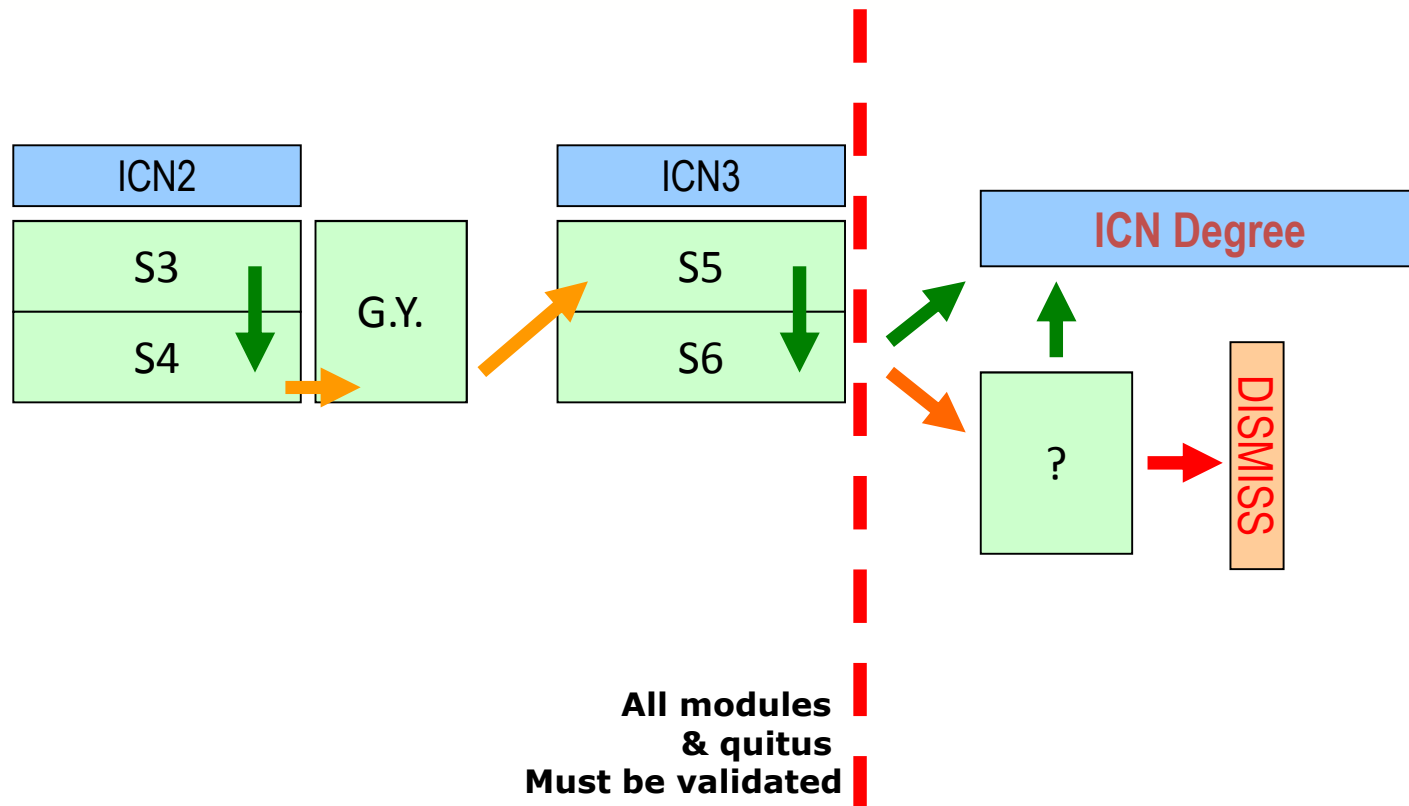 ICN2
S3
S4
G.Y.
ICN3
S5
S6
ICN Degree
?
DISMISS
All modules
& quitus
Must be validated